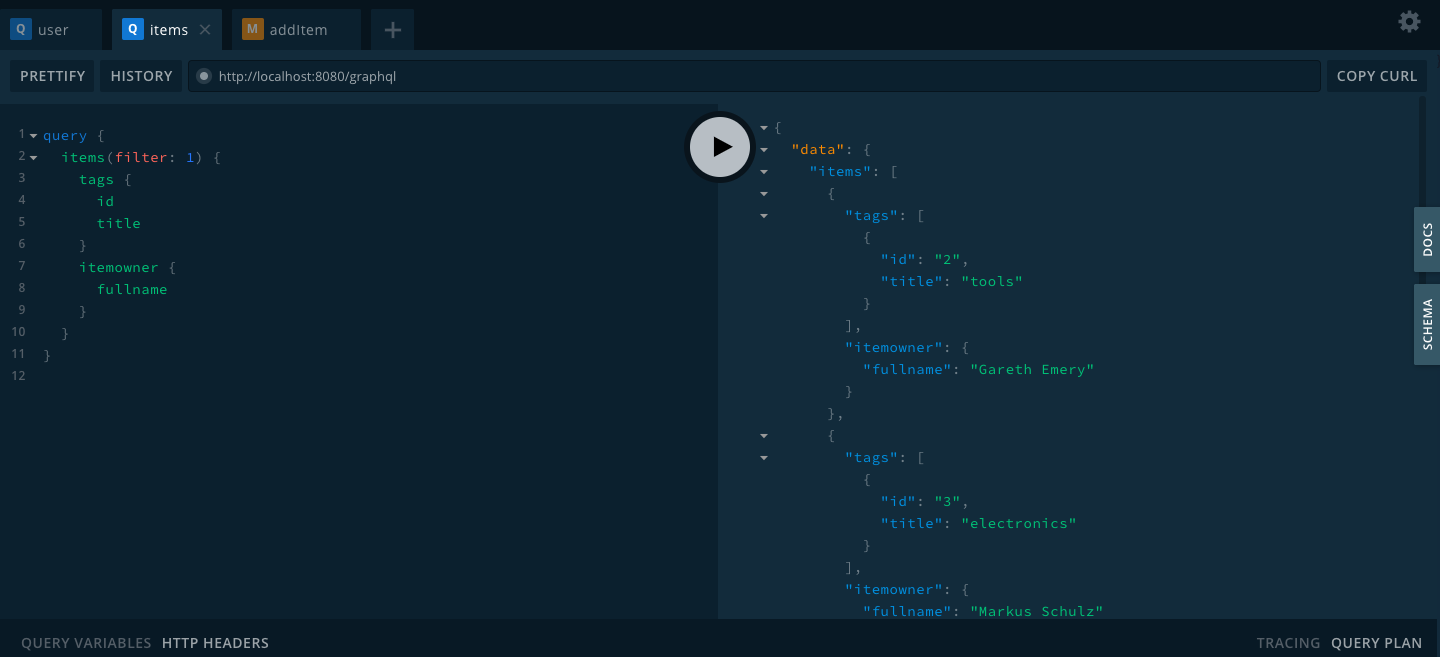 Q user
Q items ×
M addItem
+
PRETTIFY
HISTORY
http://localhost:8080/graphql
COPY CURL
1 query {
2   items(filter: 1) {
3     tags {
4       id
5       title
6     }
7     itemowner {
8       fullname
9     }
10   }
11 }
12
{
  "data": {
    "items": [
      {
        "tags": [
          {
            "id": "2",
            "title": "tools"
          }
        ],
        "itemowner": {
          "fullname": "Gareth Emery"
        }
      },
      {
        "tags": [
          {
            "id": "3",
            "title": "electronics"
          }
        ],
        "itemowner": {
          "fullname": "Markus Schulz"
DOCS
SCHEMA
QUERY VARIABLES
HTTP HEADERS
TRACING
QUERY PLAN